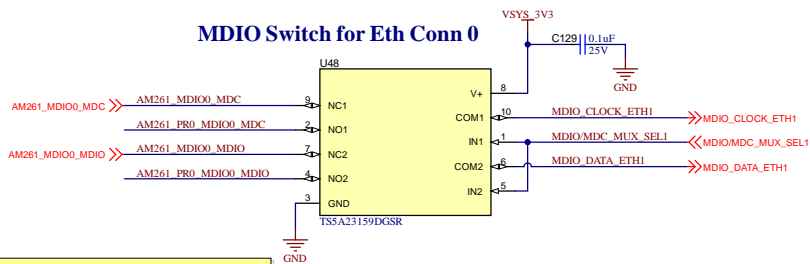 VSYS_3V3
MDIO Switch for Eth Conn 0
C129
0.1uF
25V
GND
U48
V+
8
AM261_MDIO0_MDC
AM261_MDIO0_MDC
9
NC1
COM1
10
MDIO_CLOCK_ETH1
MDIO_CLOCK_ETH1
AM261_PR0_MDIO0_MDC
2
NO1
IN1
1
MDIO/MDC_MUX_SEL1
MDIO/MDC_MUX_SEL1
AM261_MDIO0_MDIO
AM261_MDIO0_MDIO
7
NC2
COM2
6
MDIO_DATA_ETH1
MDIO_DATA_ETH1
AM261_PR0_MDIO0_MDIO
4
NO2
IN2
5
3
GND
TS5A23159DGSR
GND